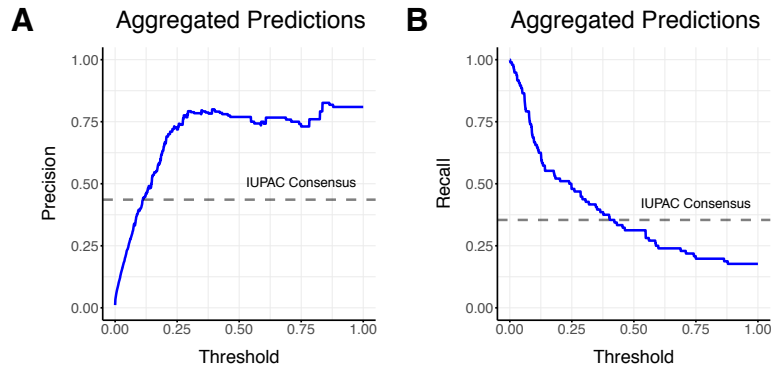 A
Aggregated Predictions
1.00
0.75
0.50
0.25
0.00
Precision
IUPAC Consensus
0.00 0.25 0.50 0.75 1.00
Threshold
B
Aggregated Predictions
1.00
0.75
0.50
0.25
0.00
Recall
IUPAC Consensus
0.00 0.25 0.50 0.75 1.00
Threshold